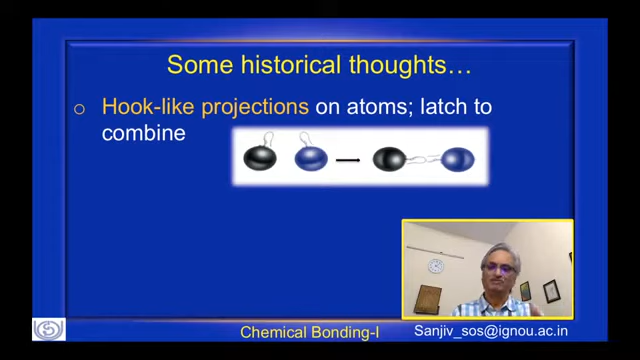 Some historical thoughts…
o Hook-like projections on atoms; latch to
combine
Chemical Bonding-I
Sanjiv_sos@ignou.ac.in